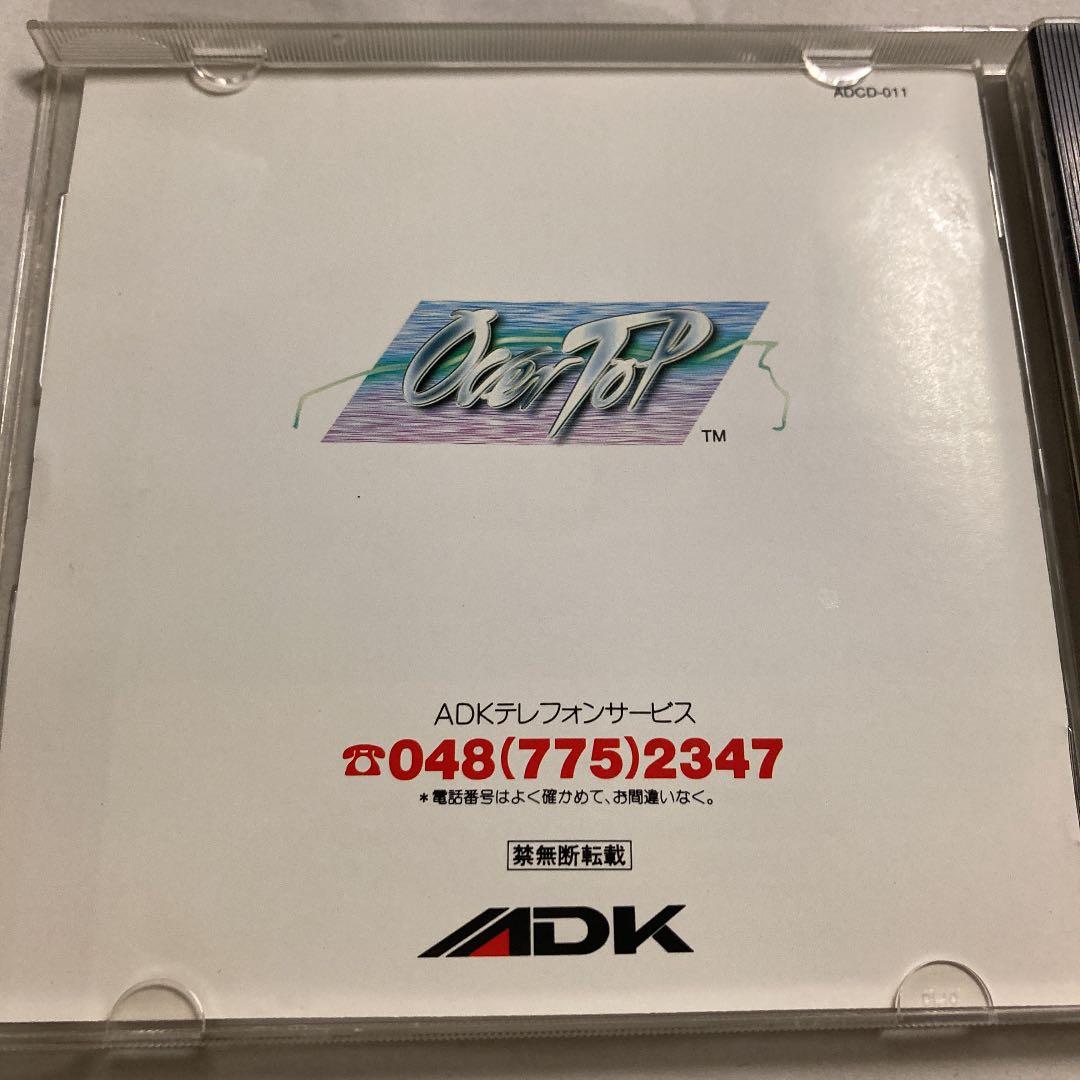 ADCD-011
OverToP
TM
ADKテレフォンサービス
☎048(775)2347
*電話番号はよく確かめて、お間違いなく。
禁無断転載
ADK